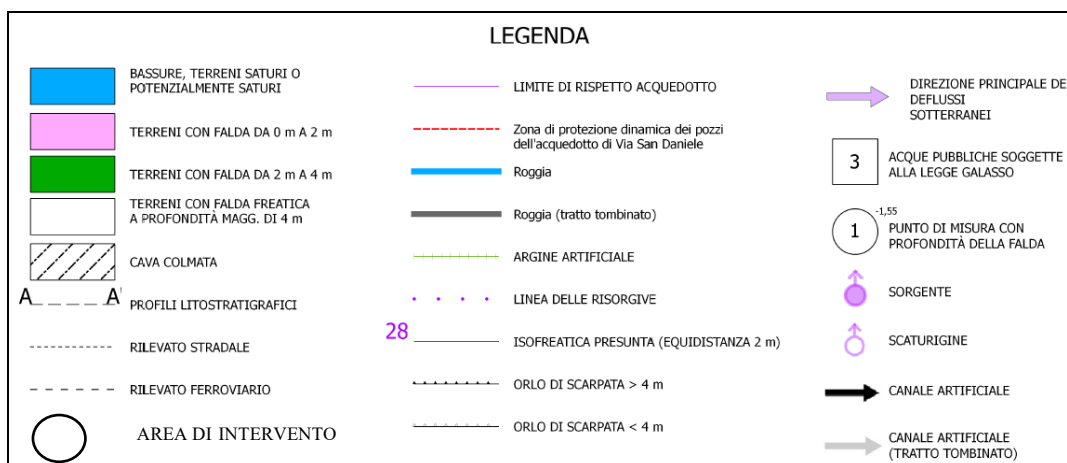 LEGENDA
BASSURE, TERRENI SATURI O
POTENZIALMENTE SATURI
TERRENI CON FALDA DA 0 m A 2 m
TERRENI CON FALDA DA 2 m A 4 m
TERRENI CON FALDA FREATICA
A PROFONDITÀ MAGG. DI 4 m
CAVA COLMATA
A A'
PROFILI LITOSTRATIGRAFICI
RILEVATO STRADALE
RILEVATO FERROVIARIO
AREA DI INTERVENTO
LIMITE DI RISPETTO ACQUEDOTTO
Zona di protezione dinamica dei pozzi
dell'acquedotto di Via San Daniele
Roggia
Roggia (tratto tombinato)
ARGINE ARTIFICIALE
LINEA DELLE RISORGIVE
28
ISOFREATICA PRESUNTA (EQUIDISTANZA 2 m)
ORLO DI SCARPATA > 4 m
ORLO DI SCARPATA < 4 m
DIREZIONE PRINCIPALE DE
DEFLUSSI
SOTTERRANEI
3
ACQUE PUBBLICHE SOGGETTE
ALLA LEGGE GALASSO
1
-1,55
PUNTO DI MISURA CON
PROFONDITÀ DELLA FALDA
SORGENTE
SCATURIGINE
CANALE ARTIFICIALE
CANALE ARTIFICIALE
(TRATTO TOMBINATO)